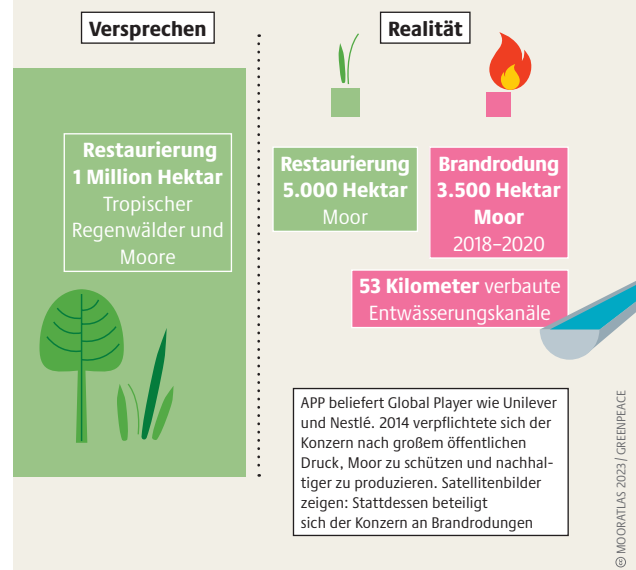 Versprechen
Realität
Restaurierung
1 Million Hektar
Tropischer
Regenwälder und
Moore
Restaurierung
5.000 Hektar
Moor
Brandrodung
3.500 Hektar
Moor
2018–2020
53 Kilometer verbaute
Entwässerungskanäle
APP beliefert Global Player wie Unilever
und Nestlé. 2014 verpflichtete sich der
Konzern nach großem öffentlichen
Druck, Moor zu schützen und nachhal-
tiger zu produzieren. Satellitenbilder
zeigen: Stattdessen beteiligt
sich der Konzern an Brandrodungen
MOORATLAS 2023 / GREENPEACE